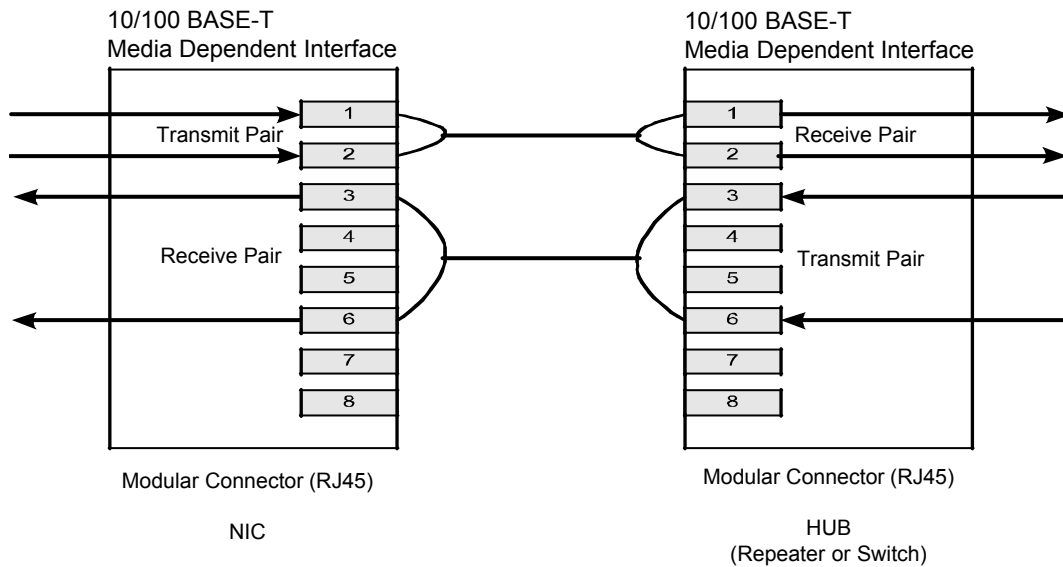 10/100 BASE-T
Media Dependent Interface
10/100 BASE-T
Media Dependent Interface
1
Transmit Pair
2
3
4
Receive Pair
5
6
7
8
1
Receive Pair
2
3
4
Transmit Pair
5
6
7
8
Modular Connector (RJ45)
Modular Connector (RJ45)
NIC
HUB
(Repeater or Switch)